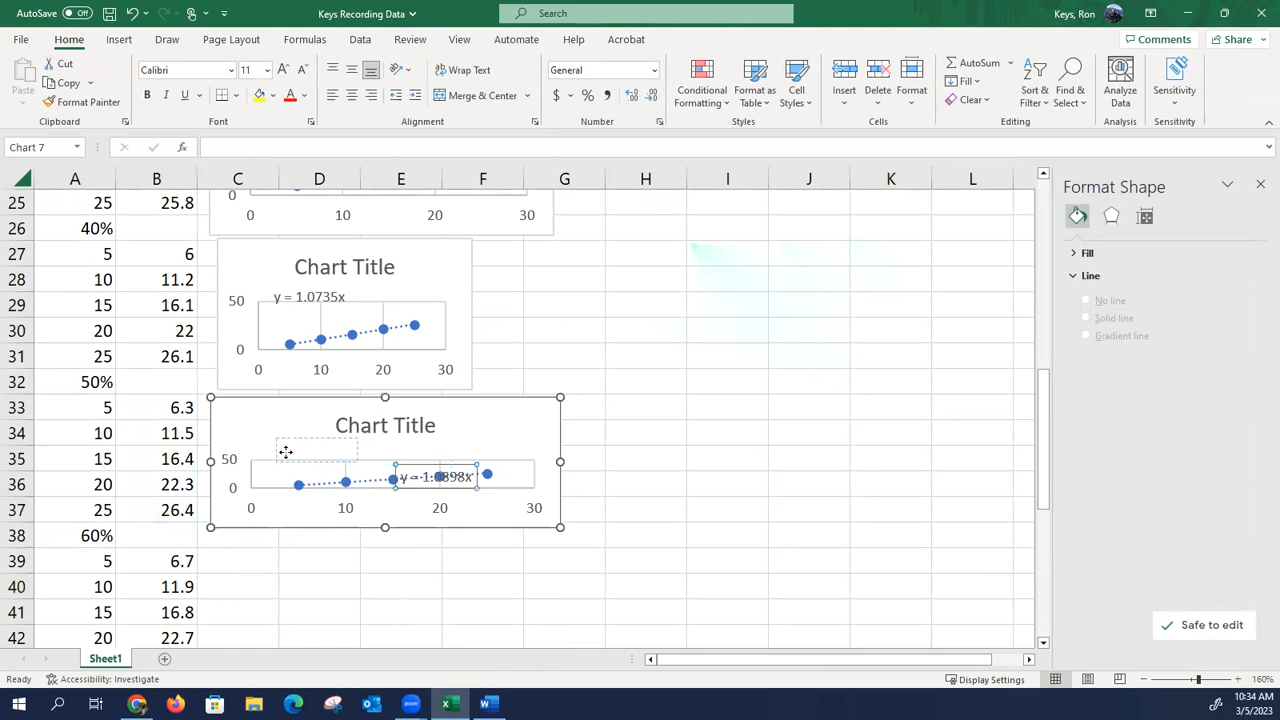 AutoSave Off Keys Recording Data Search Keys, Ron
File Home Insert Draw Page Layout Formulas Data Review View Automate Help Acrobat Comments Share
Paste Cut Copy Format Painter Clipboard
Calibri 11 B I U A Font
Wrap Text Merge & Center Alignment
General $ % Number
Conditional Formatting Format as Table Cell Styles Styles
Insert Delete Format Cells
AutoSum Fill Clear Sort & Filter Find & Select Editing
Analyze Data Analysis
Sensitivity Sensitivity
Chart 7 fx
A B C D E F G H I J K L
25 25 25.8
26 40%
27 5 6
28 10 11.2
29 15 16.1
30 20 22
31 25 26.1
32 50%
33 5 6.3
34 10 11.5
35 15 16.4
36 20 22.3
37 25 26.4
38 60%
39 5 6.7
40 10 11.9
41 15 16.8
42 20 22.7
0
0 10 20 30
Chart Title
y = 1.0735x
50
0
0 10 20 30
Chart Title
50
y = 1.0898x
0
0 10 20 30
Format Shape
Fill
Line
No line
Solid line
Gradient line
Safe to edit
Sheet1
Ready Accessibility: Investigate Display Settings 160%
10:34 AM
3/5/2023